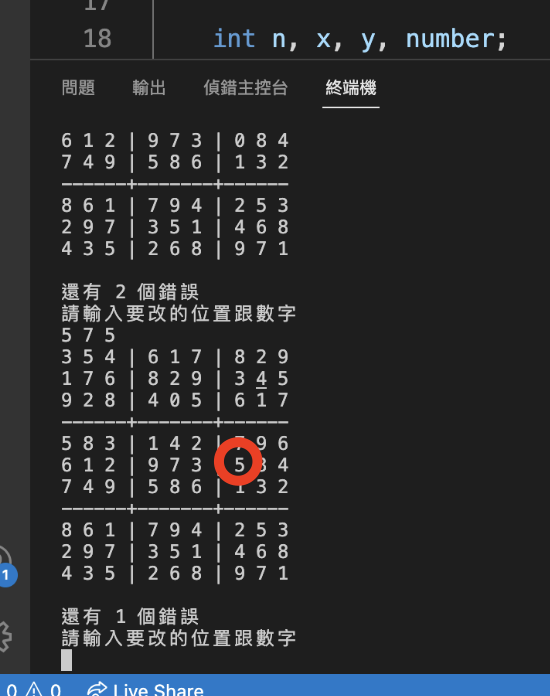 17
18 int n, x, y, number;
問題 輸出 偵錯主控台 終端機
6 1 2 | 9 7 3 | 0 8 4
7 4 9 | 5 8 6 | 1 3 2
------+-------+------
8 6 1 | 7 9 4 | 2 5 3
2 9 7 | 3 5 1 | 4 6 8
4 3 5 | 2 6 8 | 9 7 1
還有 2 個錯誤
請輸入要改的位置跟數字
5 7 5
3 5 4 | 6 1 7 | 8 2 9
1 7 6 | 8 2 9 | 3 4 5
9 2 8 | 4 0 5 | 6 1 7
------+-------+------
5 8 3 | 1 4 2 | 7 9 6
6 1 2 | 9 7 3 | 5 8 4
7 4 9 | 5 8 6 | 1 3 2
------+-------+------
8 6 1 | 7 9 4 | 2 5 3
2 9 7 | 3 5 1 | 4 6 8
4 3 5 | 2 6 8 | 9 7 1
還有 1 個錯誤
請輸入要改的位置跟數字
1
0 0 Live Share